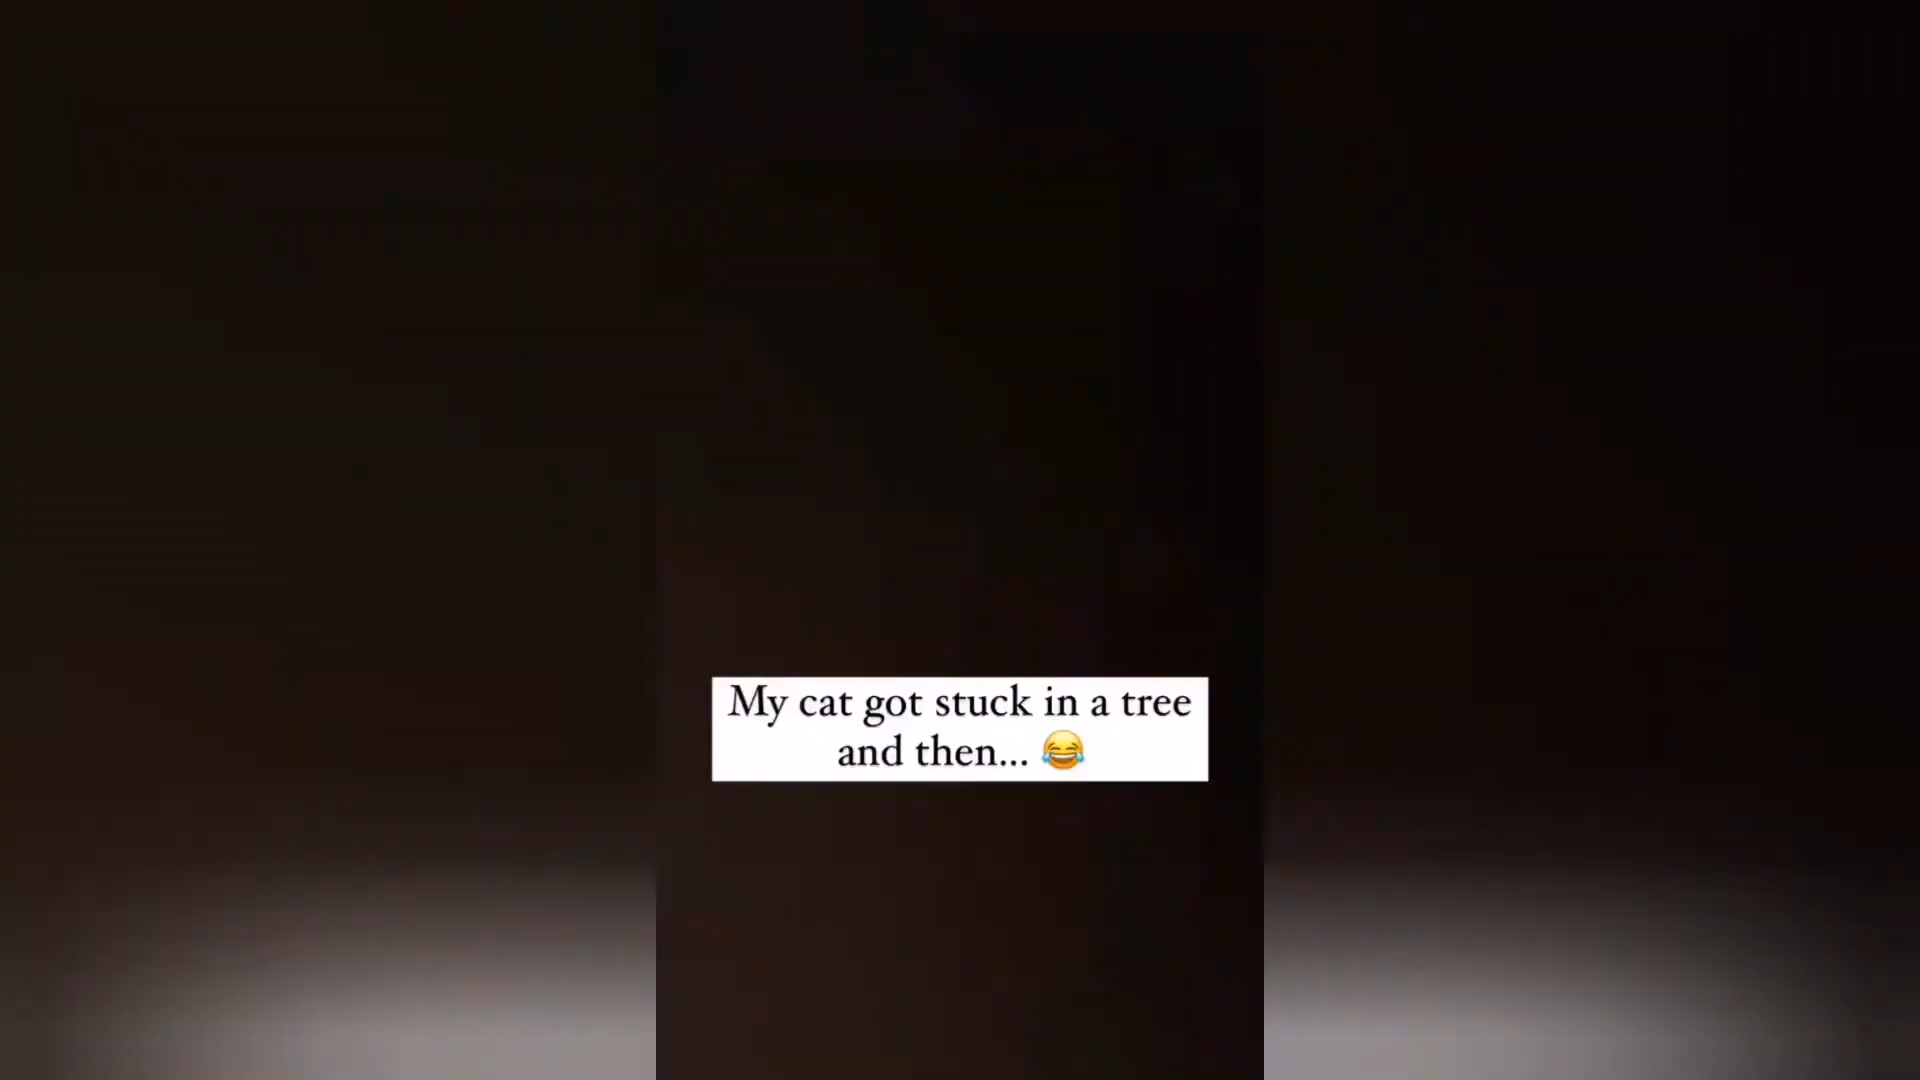 My cat got stuck in a tree
and then... 😂